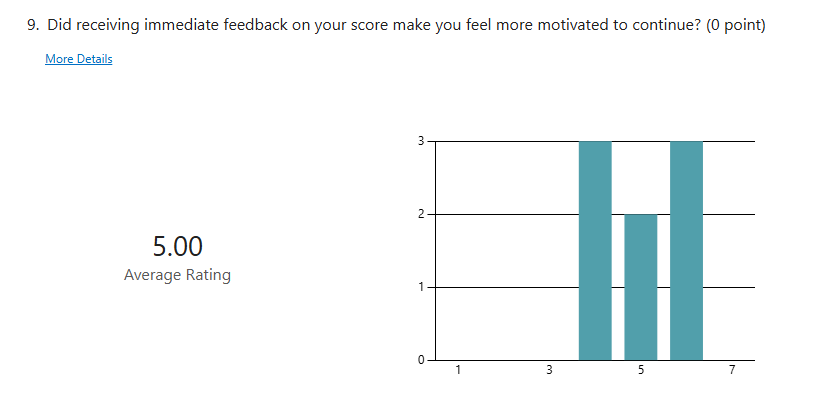 9. Did receiving immediate feedback on your score make you feel more motivated to continue? (0 point)
More Details
3
2
5.00
Average Rating
1
0
1 3 5 7